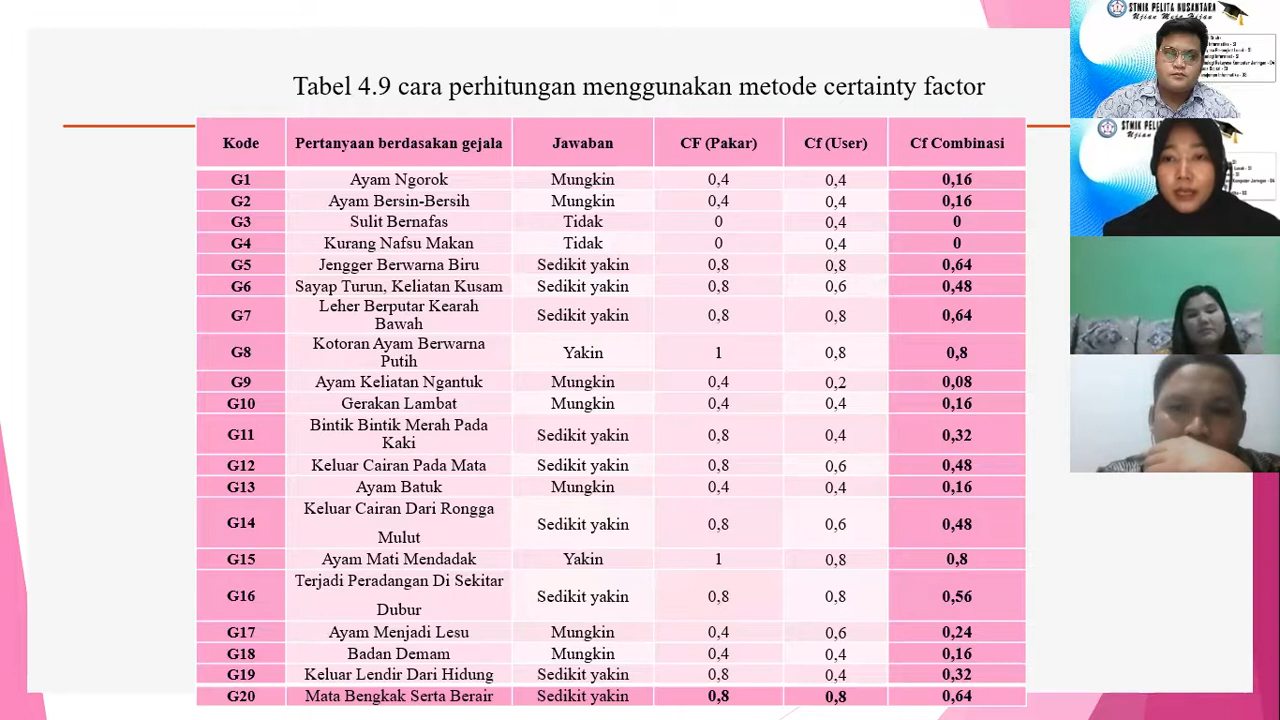 Tabel 4.9 cara perhitungan menggunakan metode certainty factor
Kode Pertanyaan berdasakan gejala Jawaban CF (Pakar) Cf (User) Cf Combinasi
G1 Ayam Ngorok Mungkin 0,4 0,4 0,16
G2 Ayam Bersin-Bersih Mungkin 0,4 0,4 0,16
G3 Sulit Bernafas Tidak 0 0,4 0
G4 Kurang Nafsu Makan Tidak 0 0,4 0
G5 Jengger Berwarna Biru Sedikit yakin 0,8 0,8 0,64
G6 Sayap Turun, Keliatan Kusam Sedikit yakin 0,8 0,6 0,48
G7 Leher Berputar Kearah
Bawah Sedikit yakin 0,8 0,8 0,64
G8 Kotoran Ayam Berwarna
Putih Yakin 1 0,8 0,8
G9 Ayam Keliatan Ngantuk Mungkin 0,4 0,2 0,08
G10 Gerakan Lambat Mungkin 0,4 0,4 0,16
G11 Bintik Bintik Merah Pada
Kaki Sedikit yakin 0,8 0,4 0,32
G12 Keluar Cairan Pada Mata Sedikit yakin 0,8 0,6 0,48
G13 Ayam Batuk Mungkin 0,4 0,4 0,16
G14 Keluar Cairan Dari Rongga
Mulut Sedikit yakin 0,8 0,6 0,48
G15 Ayam Mati Mendadak Yakin 1 0,8 0,8
G16 Terjadi Peradangan Di Sekitar
Dubur Sedikit yakin 0,8 0,8 0,56
G17 Ayam Menjadi Lesu Mungkin 0,4 0,6 0,24
G18 Badan Demam Mungkin 0,4 0,4 0,16
G19 Keluar Lendir Dari Hidung Sedikit yakin 0,8 0,4 0,32
G20 Mata Bengkak Serta Berair Sedikit yakin 0,8 0,8 0,64
STMIK PELITA NUSANTARA
Ujian Meja Hijau
STMIK PELITA NUSANTARA
Ujian Meja Hijau